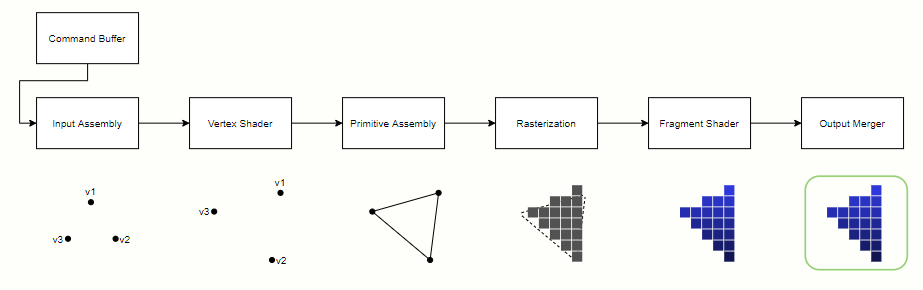 Command Buffer
Input Assembly
Vertex Shader
Primitive Assembly
Rasterization
Fragment Shader
Output Merger
v1
v3
v2
v1
v3
v2